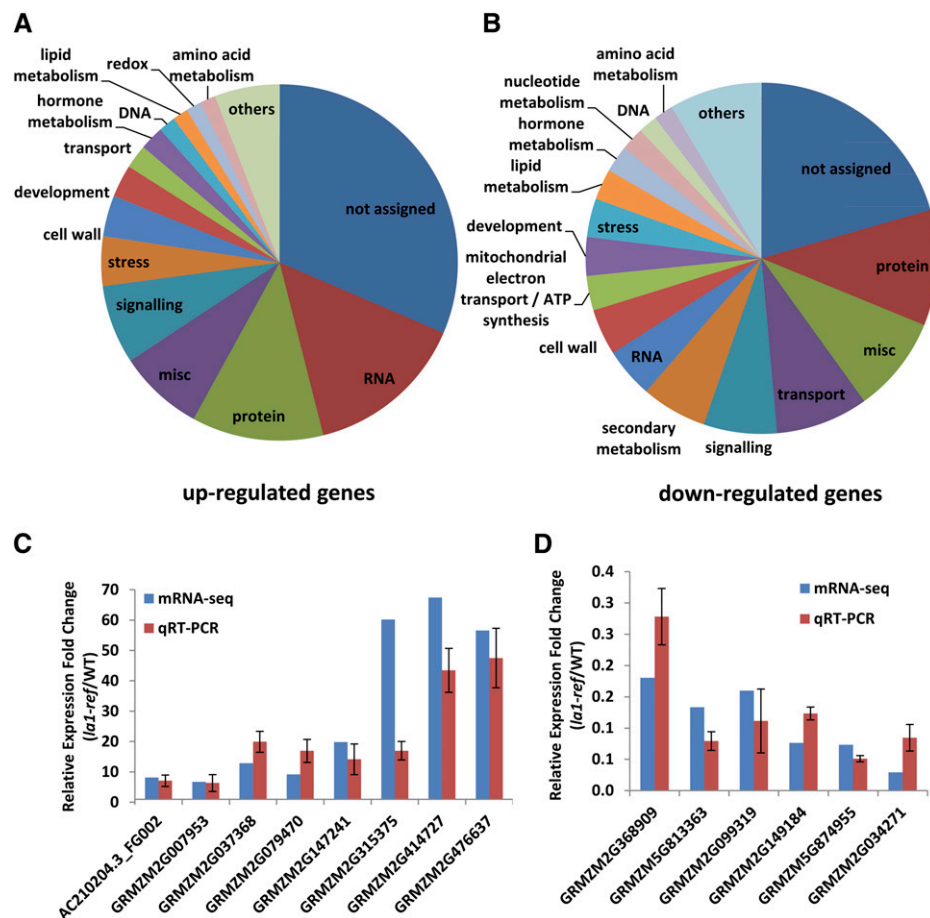 A
lipid
metabolism
redox
amino acid
metabolism
hormone
metabolism
DNA
transport
development
cell wall
stress
signalling
misc
protein
RNA
not assigned
others
up-regulated genes
B
amino acid
metabolism
nucleotide
metabolism
DNA
hormone
metabolism
lipid
metabolism
stress
development
mitochondrial
electron
transport / ATP
synthesis
cell wall
RNA
secondary
metabolism
signalling
transport
misc
protein
not assigned
others
down-regulated genes
C
Relative Expression Fold Change
(la1-ref/WT)
70
60
50
40
30
20
10
0
mRNA-seq
qRT-PCR
AC210204.3_FG002
GRMZM2G007953
GRMZM2G037368
GRMZM2G079470
GRMZM2G147241
GRMZM2G315375
GRMZM2G414727
GRMZM2G476637
D
Relative Expression Fold Change
(la1-ref/WT)
0.4
0.3
0.3
0.2
0.2
0.1
0.1
0.0
mRNA-seq
qRT-PCR
GRMZM2G368909
GRMZM5G813363
GRMZM2G099319
GRMZM2G149184
GRMZM5G874955
GRMZM2G034271